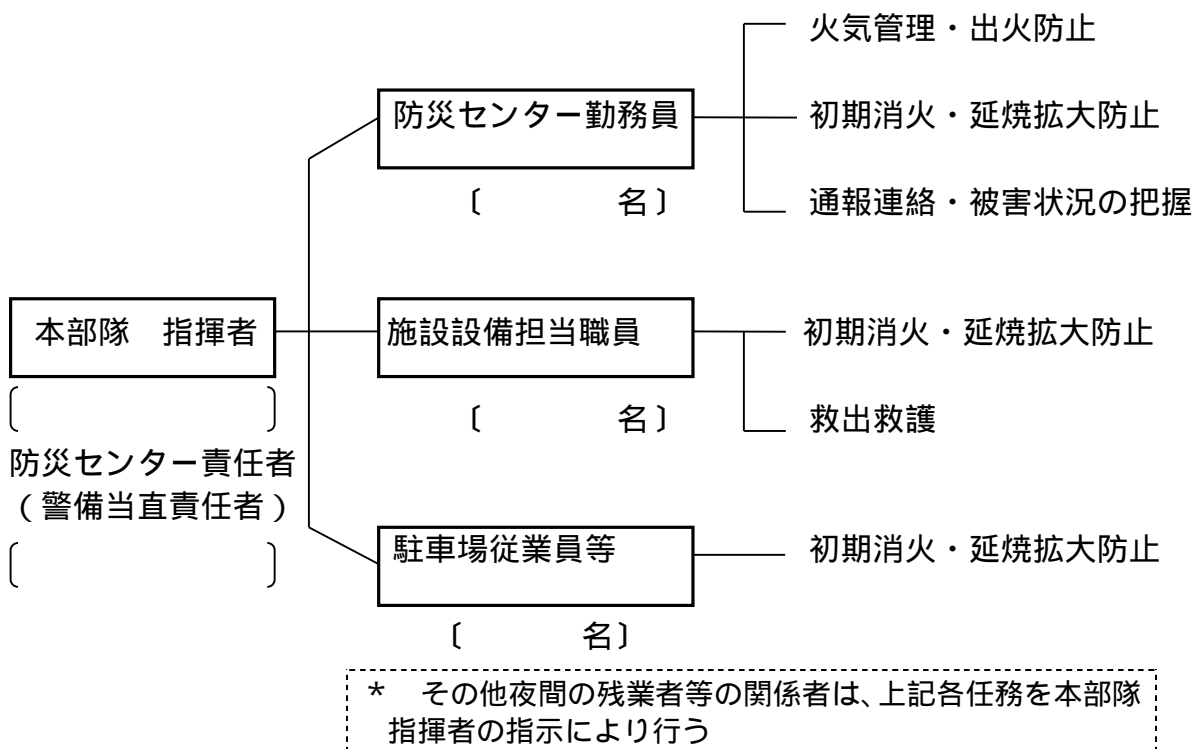 火気管理・出火防止
防災センター勤務員
初期消火・延焼拡大防止
〔　　　　名〕
通報連絡・被害状況の把握
本部隊　指揮者
〔　　　　　　　　〕
防災センター責任者
（警備当直責任者）
〔　　　　　　　　〕
施設設備担当職員
初期消火・延焼拡大防止
〔　　　　名〕
救出救護
駐車場従業員等
初期消火・延焼拡大防止
〔　　　　名〕
*　その他夜間の残業者等の関係者は、上記各任務を本部隊
指揮者の指示により行う